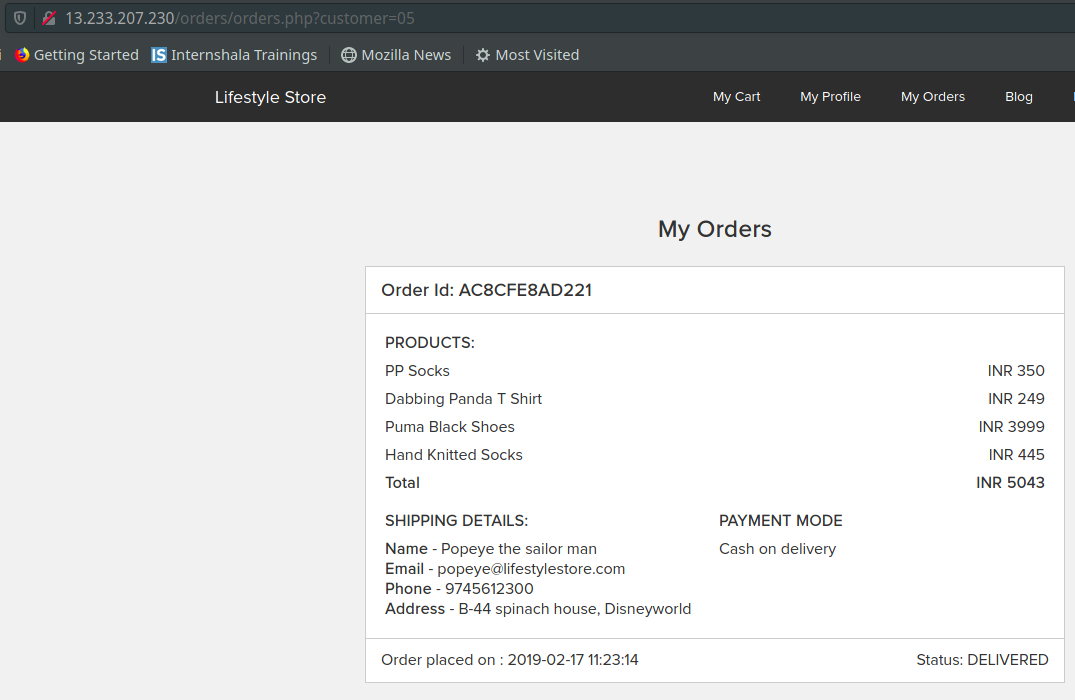 13.233.207.230/orders/orders.php?customer=05
Getting Started IS Internshala Trainings Mozilla News Most Visited
Lifestyle Store My Cart My Profile My Orders Blog
My Orders
Order Id: AC8CFE8AD221
PRODUCTS:
PP Socks INR 350
Dabbing Panda T Shirt INR 249
Puma Black Shoes INR 3999
Hand Knitted Socks INR 445
Total INR 5043
SHIPPING DETAILS: PAYMENT MODE
Name - Popeye the sailor man Cash on delivery
Email - popeye@lifestylestore.com
Phone - 9745612300
Address - B-44 spinach house, Disneyworld
Order placed on : 2019-02-17 11:23:14 Status: DELIVERED